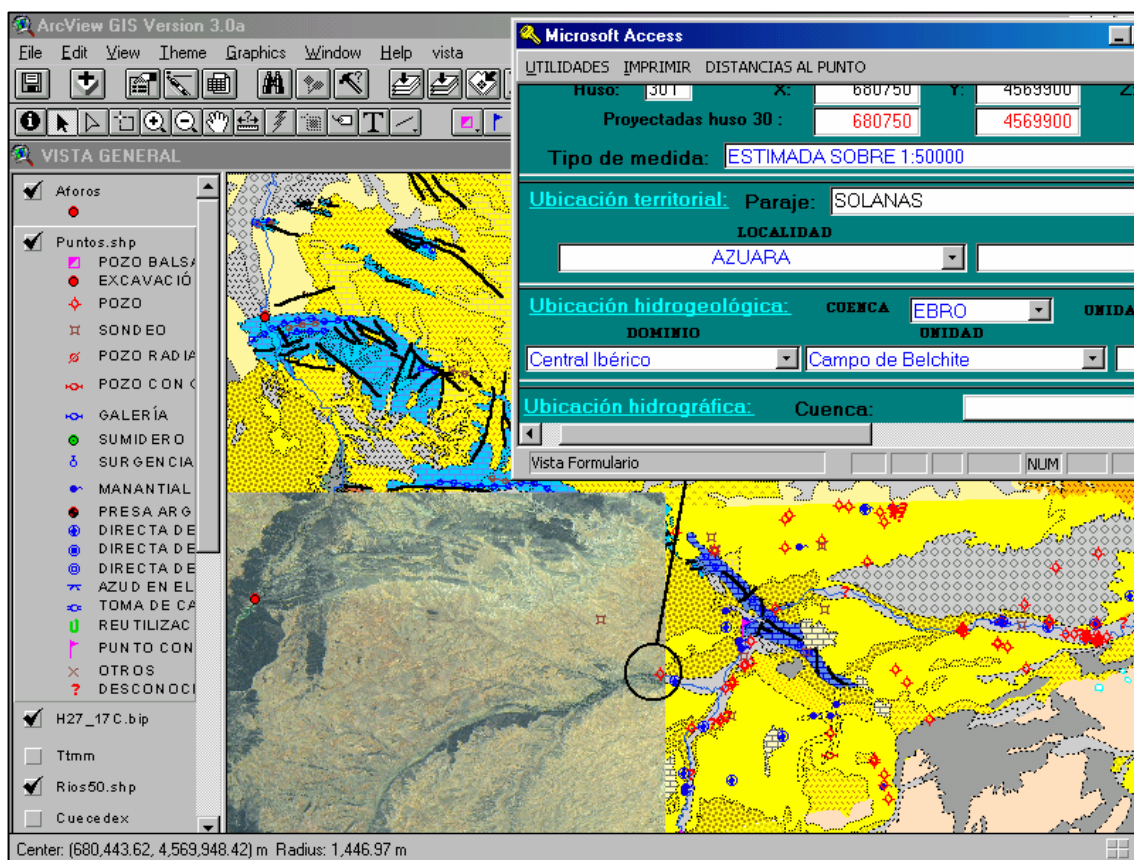 ArcView GIS Version 3.0a
File Edit View Theme Graphics Window Help vista
VISTA GENERAL
Aforos
Puntos.shp
POZO BALSA
EXCAVACIÓ
POZO
SONDEO
POZO RADIA
POZO CON
GALERÍA
SUMIDERO
SURGENCIA
MANANTIAL
PRESA ARG
DIRECTA DE
DIRECTA DE
DIRECTA DE
AZUD EN EL
TOMA DE CA
REUTILIZAC
PUNTO CON
OTROS
DESCONOCI
H27_17C.bip
Ttmm
Rios50.shp
Cuecedex
Center: (680,443.62, 4,569,948.42) m Radius: 1,446.97 m
Microsoft Access
UTILIDADES IMPRIMIR DISTANCIAS AL PUNTO
Huso: 30T X: 680750 Y: 4569900 Z:
Proyectadas huso 30 : 680750 4569900
Tipo de medida: ESTIMADA SOBRE 1:50000
Ubicación territorial: Paraje: SOLANAS
LOCALIDAD
AZUARA
Ubicación hidrogeológica: CUENCA EBRO UNIDA
DOMINIO UNIDAD
Central Ibérico Campo de Belchite
Ubicación hidrográfica: Cuenca:
Vista Formulario NUM